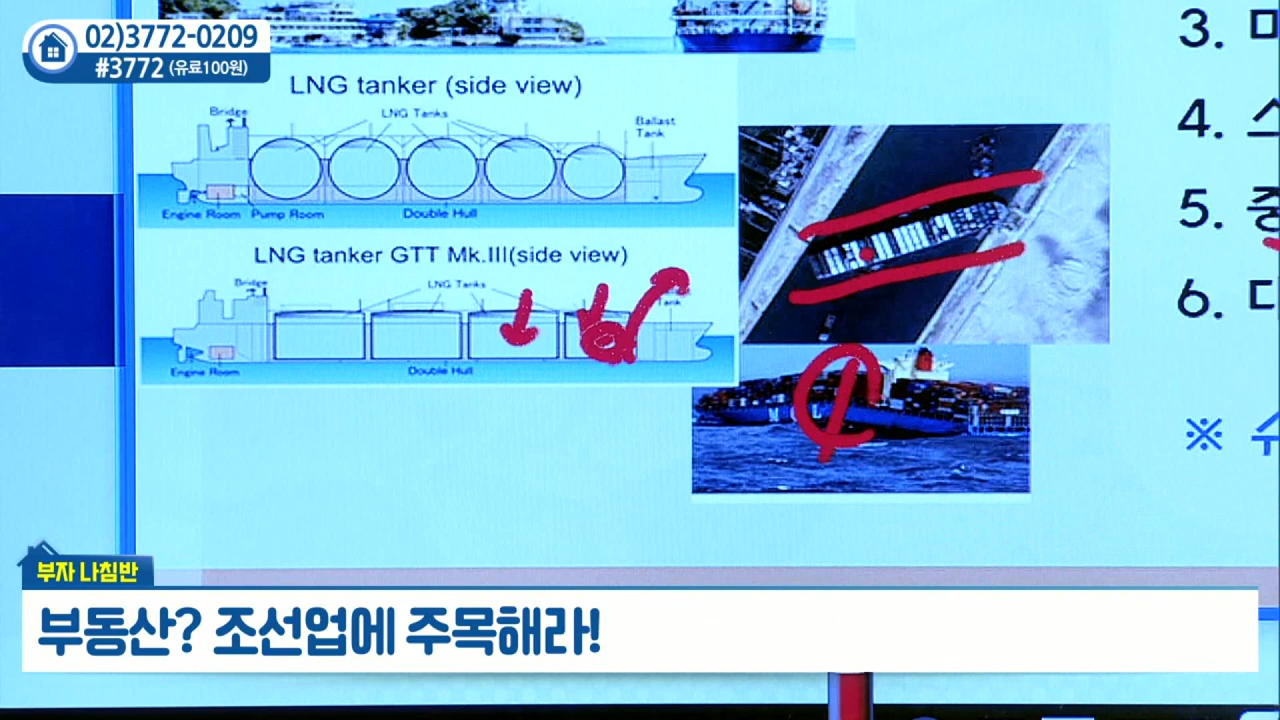 02)3772-0209
#3772 (유료100원)
LNG tanker (side view)
Bridge
LNG Tanks
Ballast
Tank
Engine Room
Pump Room
Double Hull
LNG tanker GTT Mk.III(side view)
Bridge
LNG Tanks
Tank
Engine Room
Double Hull
3.
4.
5.
6.
※
부자 나침반
부동산? 조선업에 주목해라!